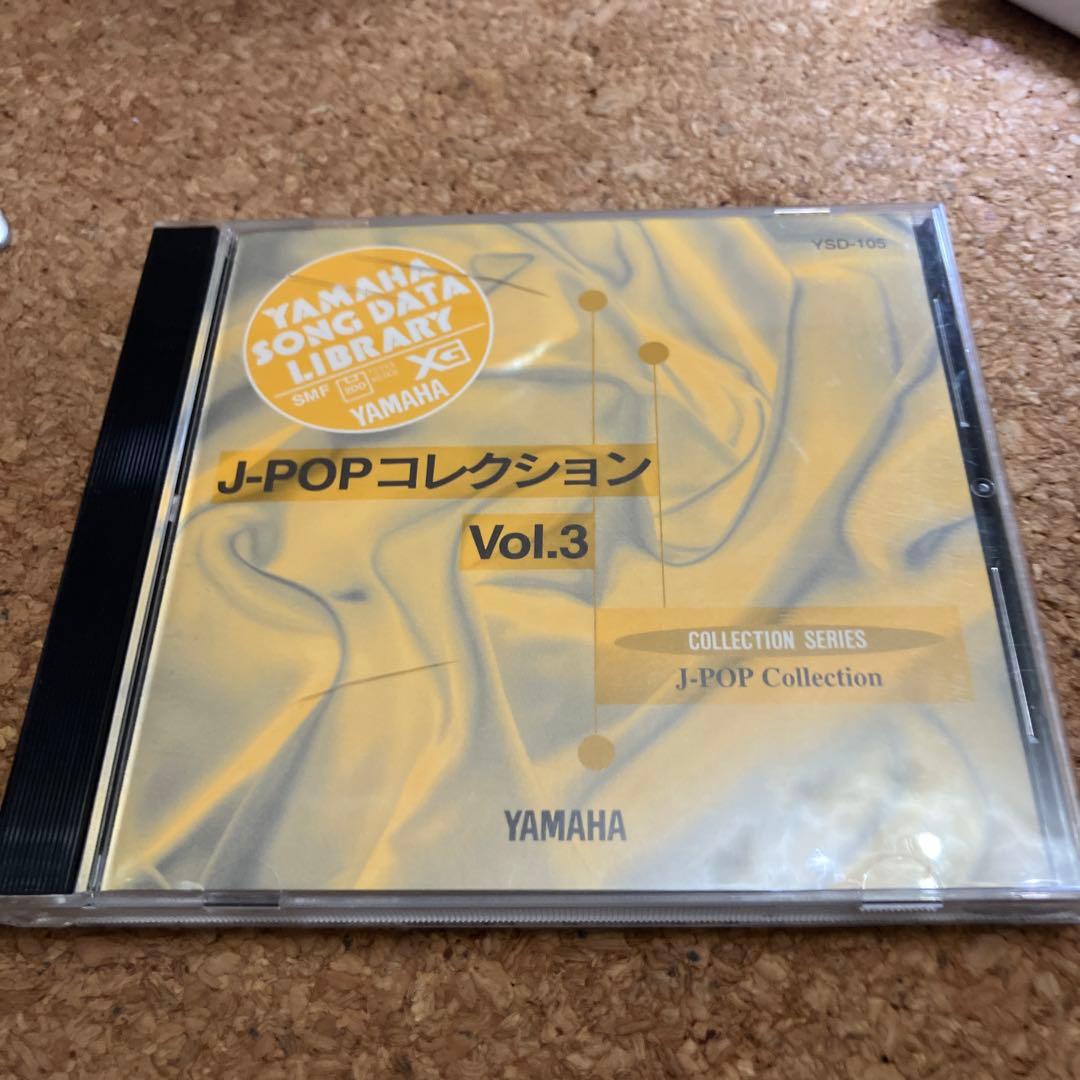 YSD-105
YAMAHA
SONG DATA
LIBRARY
SMF
XG
YAMAHA
J-POPコレクション
Vol.3
COLLECTION SERIES
J-POP Collection
YAMAHA